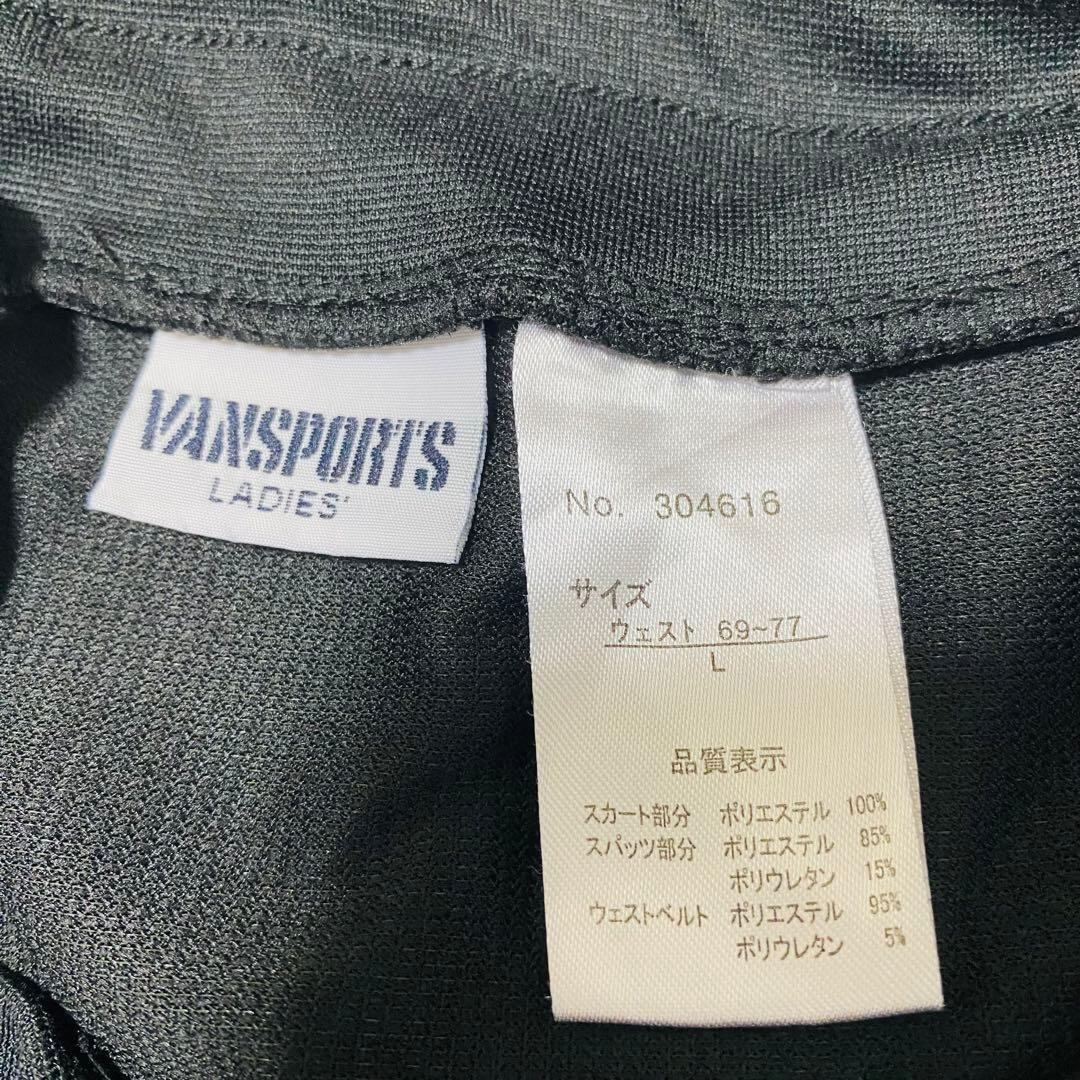 VANSPORTS
LADIES'
No. 304616
サイズ
ウェスト 69~77
L
品質表示
スカート部分 ポリエステル 100%
スパッツ部分 ポリエステル 85%
ポリウレタン 15%
ウェストベルト ポリエステル 95%
ポリウレタン 5%